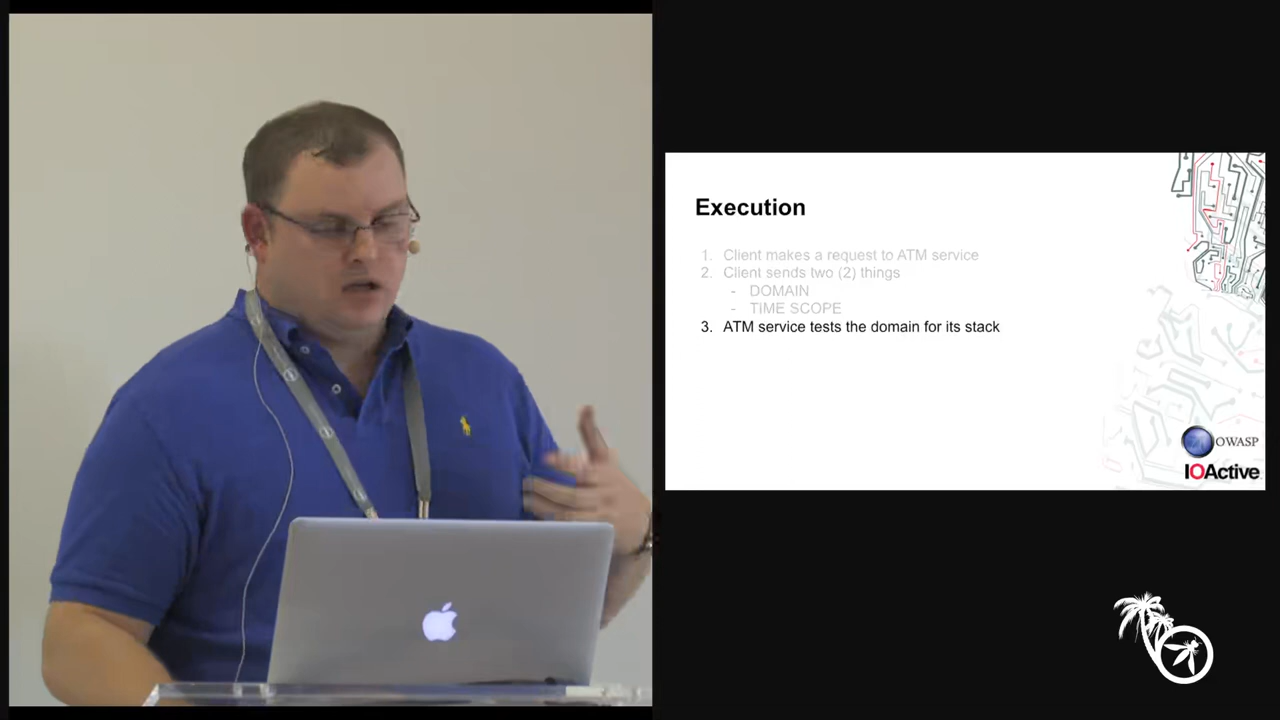 Execution
1. Client makes a request to ATM service
2. Client sends two (2) things
- DOMAIN
- TIME SCOPE
3. ATM service tests the domain for its stack
OWASP
IOActive